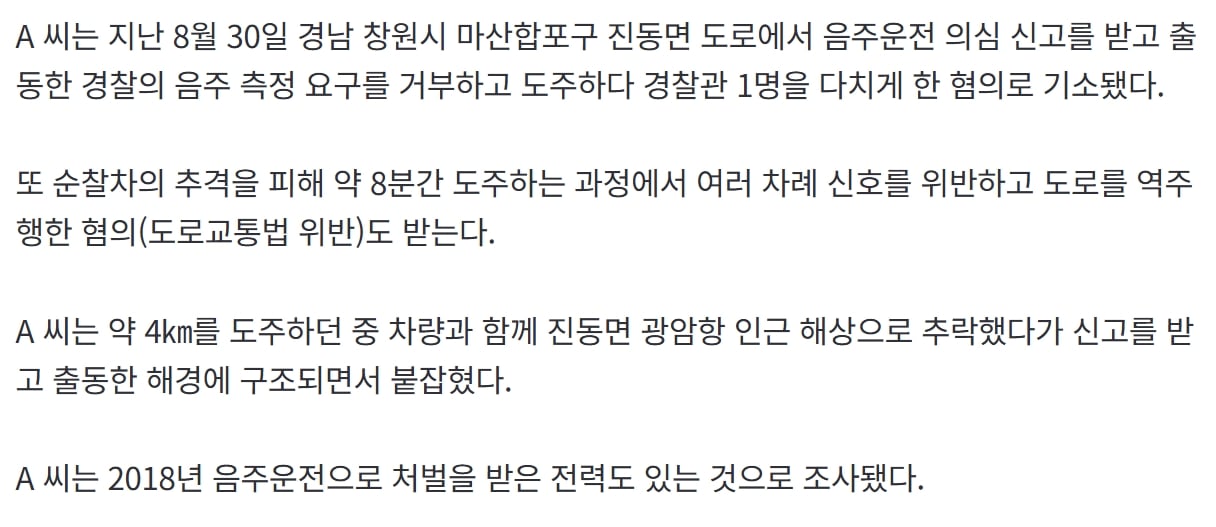 A 씨는 지난 8월 30일 경남 창원시 마산합포구 진동면 도로에서 음주운전 의심 신고를 받고 출
동한 경찰의 음주 측정 요구를 거부하고 도주하다 경찰관 1명을 다치게 한 혐의로 기소됐다.
또 순찰차의 추격을 피해 약 8분간 도주하는 과정에서 여러 차례 신호를 위반하고 도로를 역주
행한 혐의(도로교통법 위반)도 받는다.
A 씨는 약 4㎞를 도주하던 중 차량과 함께 진동면 광암항 인근 해상으로 추락했다가 신고를 받
고 출동한 해경에 구조되면서 붙잡혔다.
A 씨는 2018년 음주운전으로 처벌을 받은 전력도 있는 것으로 조사됐다.